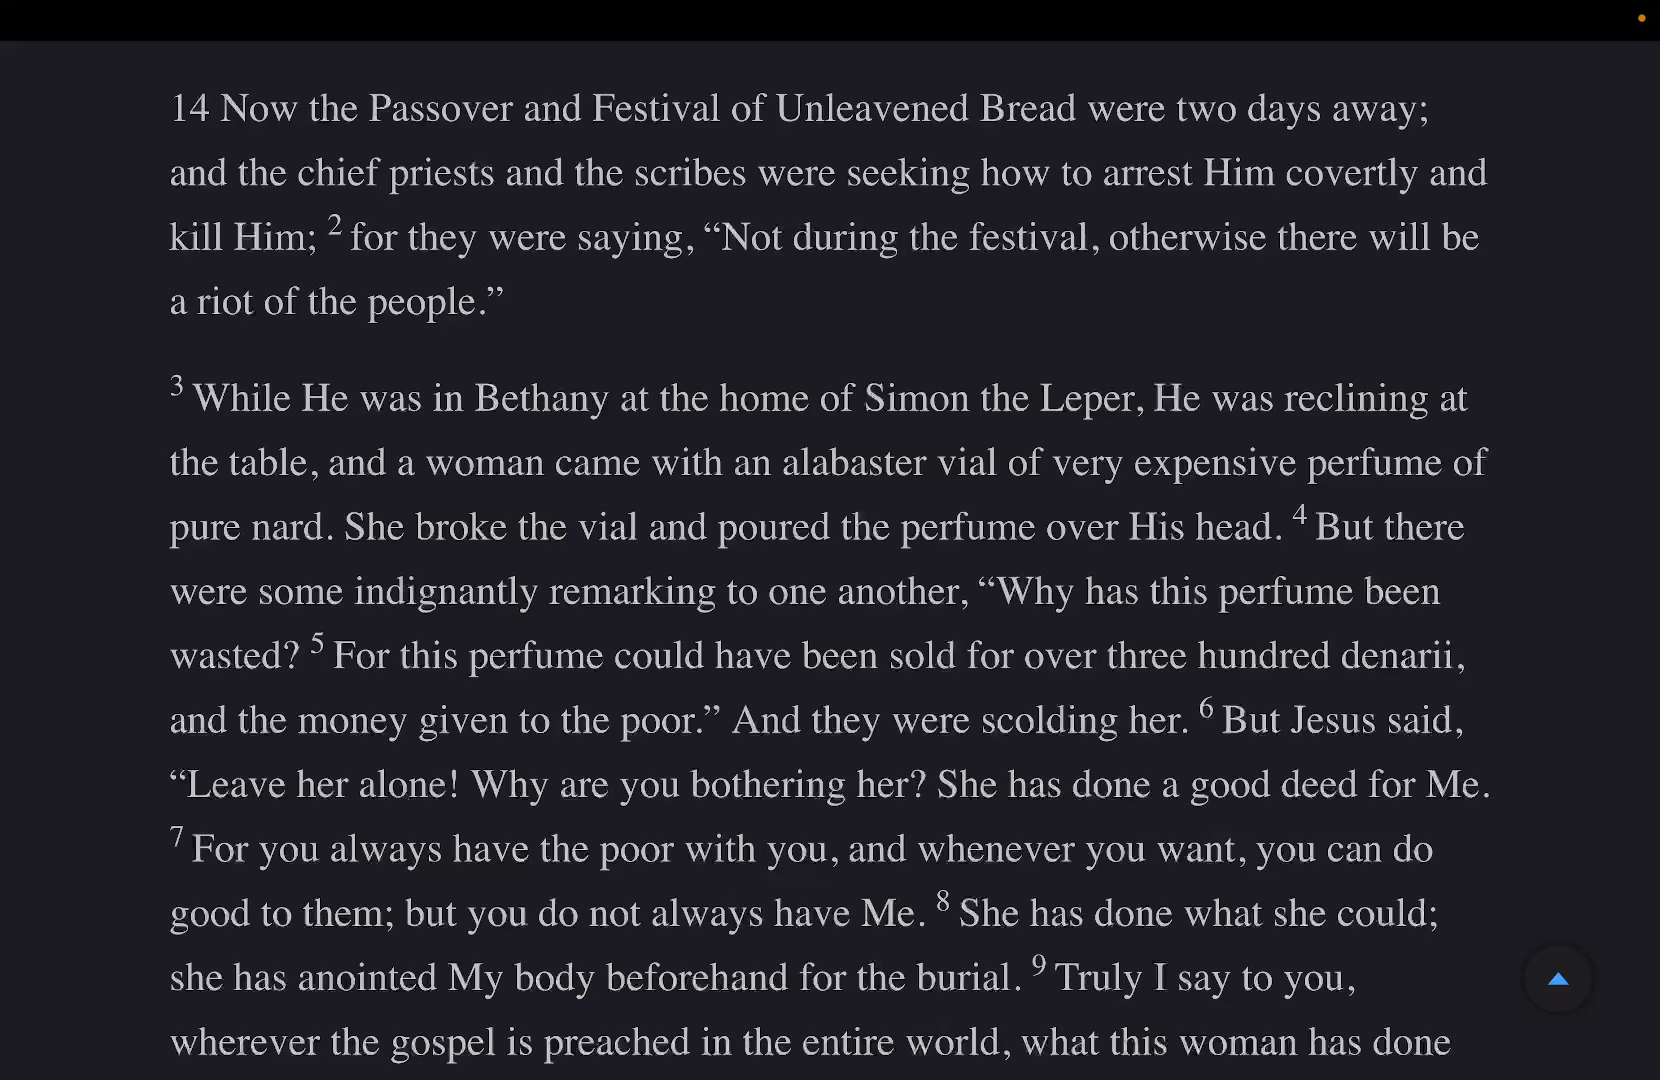 14 Now the Passover and Festival of Unleavened Bread were two days away;
and the chief priests and the scribes were seeking how to arrest Him covertly and
kill Him; 2 for they were saying, “Not during the festival, otherwise there will be
a riot of the people.”
3 While He was in Bethany at the home of Simon the Leper, He was reclining at
the table, and a woman came with an alabaster vial of very expensive perfume of
pure nard. She broke the vial and poured the perfume over His head. 4 But there
were some indignantly remarking to one another, “Why has this perfume been
wasted? 5 For this perfume could have been sold for over three hundred denarii,
and the money given to the poor.” And they were scolding her. 6 But Jesus said,
“Leave her alone! Why are you bothering her? She has done a good deed for Me.
7 For you always have the poor with you, and whenever you want, you can do
good to them; but you do not always have Me. 8 She has done what she could;
she has anointed My body beforehand for the burial. 9 Truly I say to you,
wherever the gospel is preached in the entire world, what this woman has done